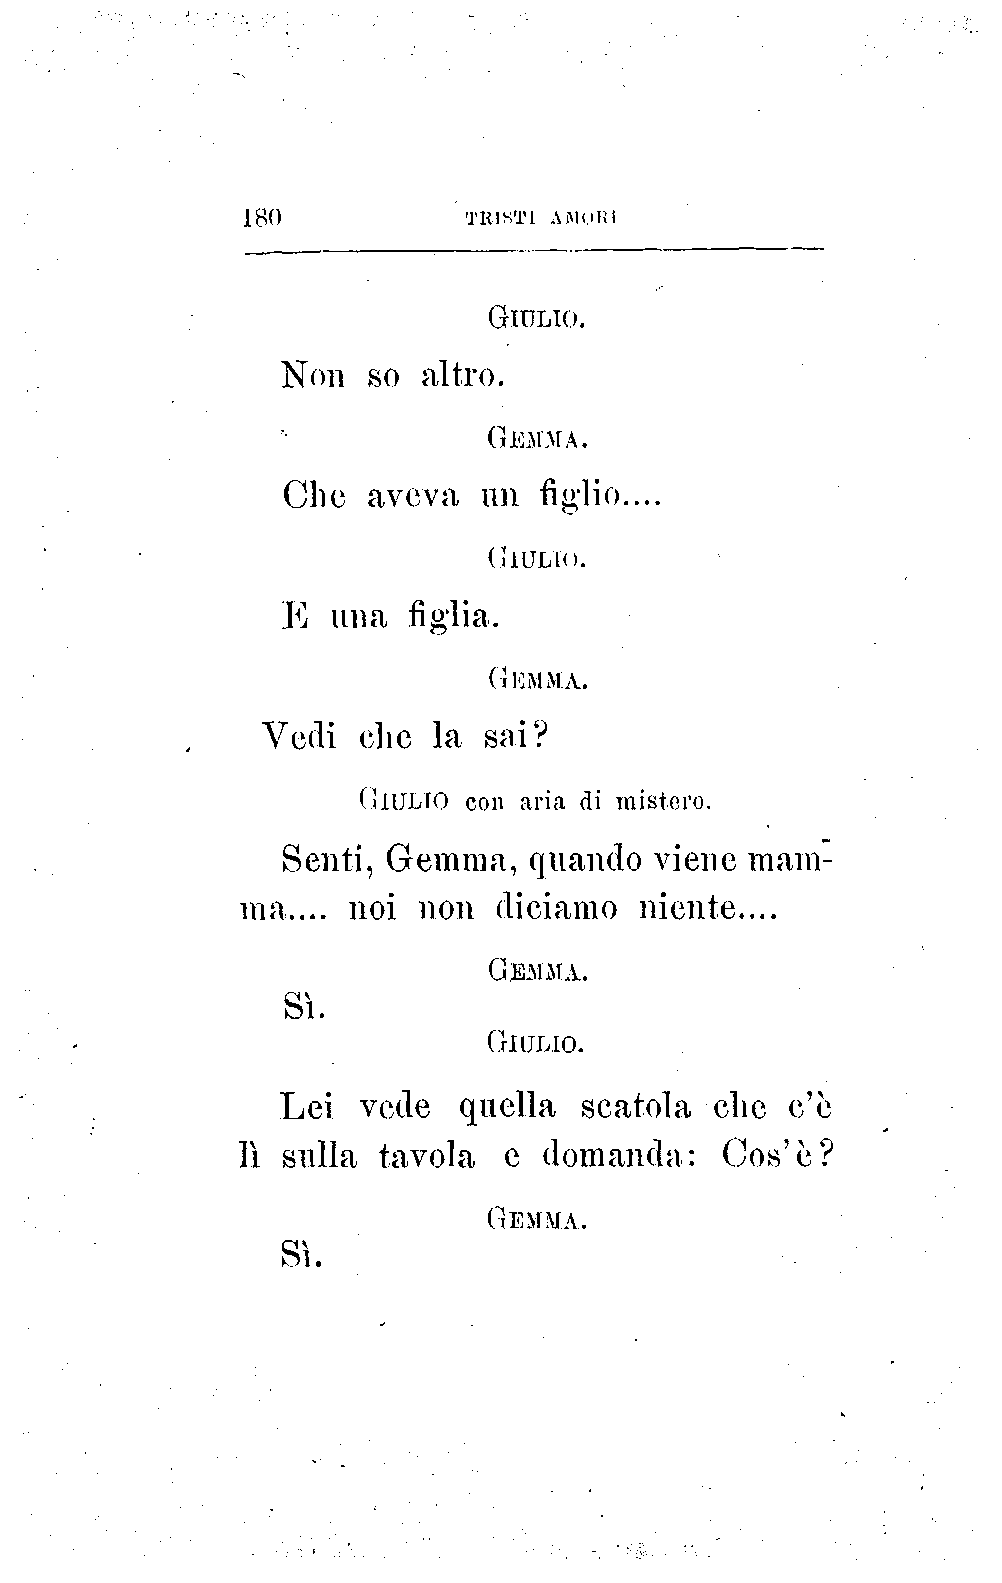 180 TRISTI AMORI
GIULIO.
Non so altro.
GEMMA.
Che aveva un figlio....
GIULIO.
E una figlia.
GEMMA.
Vedi che la sai?
GIULIO con aria di mistero.
Senti, Gemma, quando viene mam-
ma.... noi non diciamo niente....
GEMMA.
Sì.
GIULIO.
Lei vede quella scatola che c'è
lì sulla tavola e domanda: Cos'è?
GEMMA.
Sì.